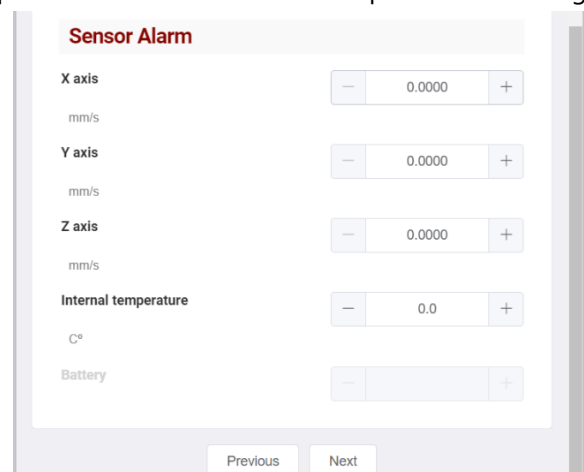 Sensor Alarm
X axis
— 0.0000 +
mm/s
Y axis
— 0.0000 +
mm/s
Z axis
— 0.0000 +
mm/s
Internal temperature
— 0.0 +
Cº
Battery
— +
Previous Next